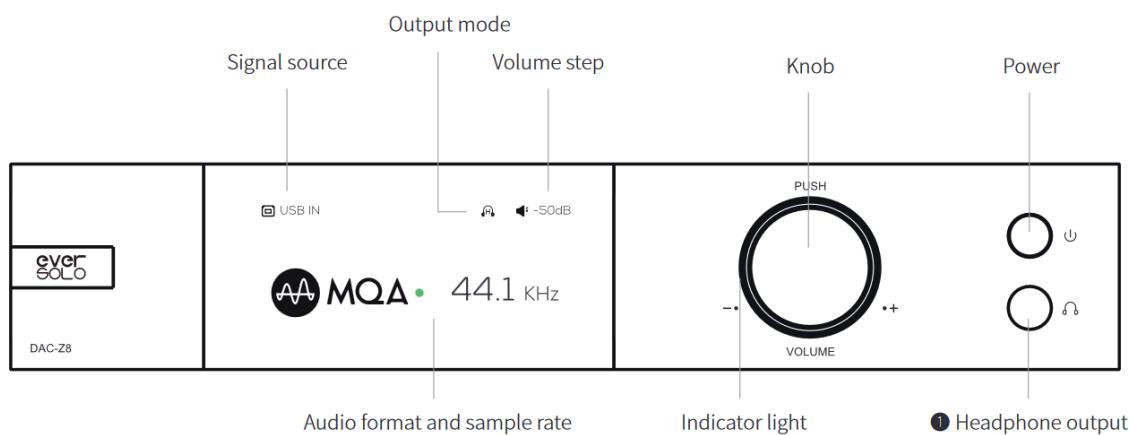 Output mode
Signal source
Volume step
Knob
Power
PUSH
USB IN
-50dB
ever
SOLO
MQA
44.1 KHz
- +
DAC-Z8
VOLUME
Audio format and sample rate
Indicator light
❶ Headphone output